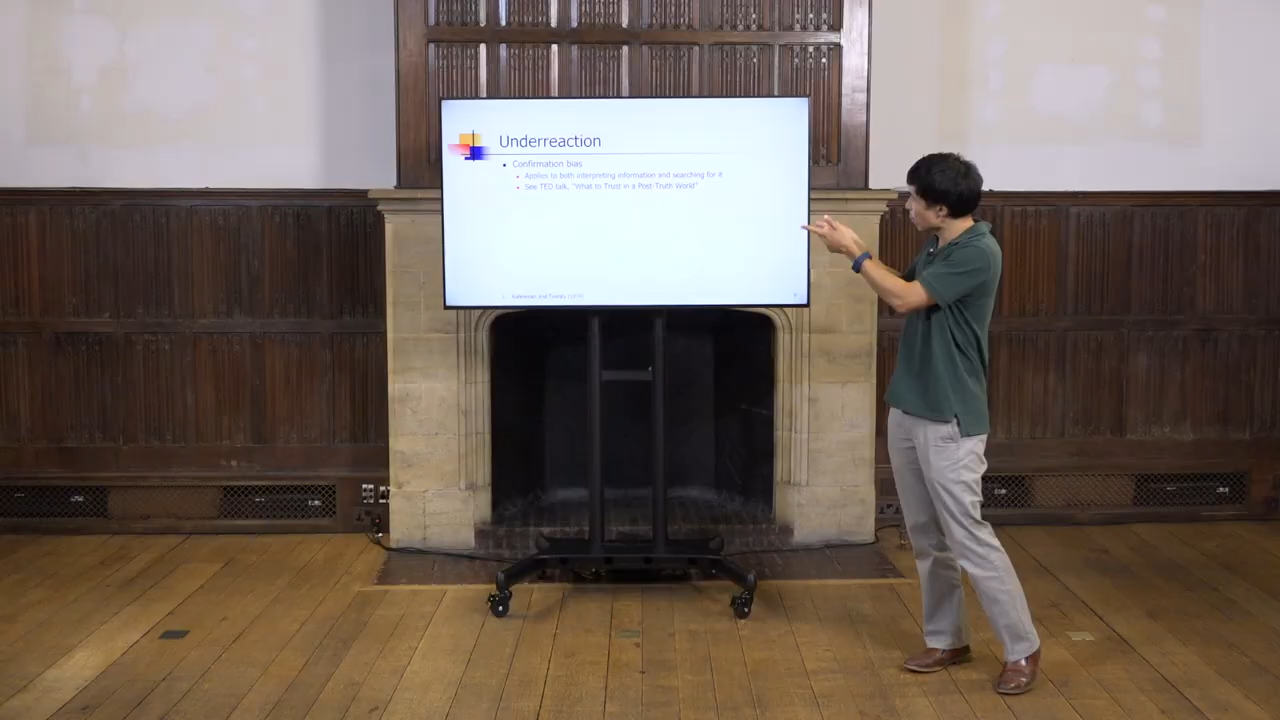 Underreaction
Confirmation bias
Applies to both interpreting information and searching for it
See TED talk, "What to Trust in a Post-Truth World"